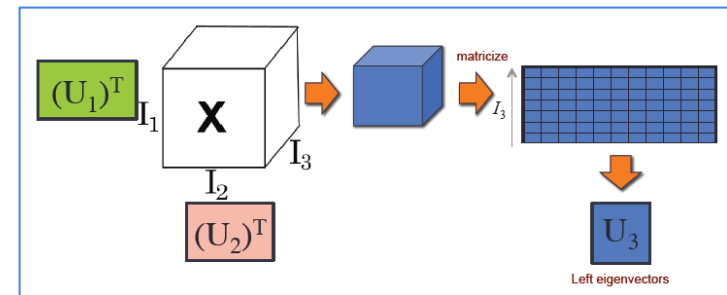 (U₁)ᵀ
I₁
X
I₂
I₃
(U₂)ᵀ
matricize
I₃
U₃
Left eigenvectors